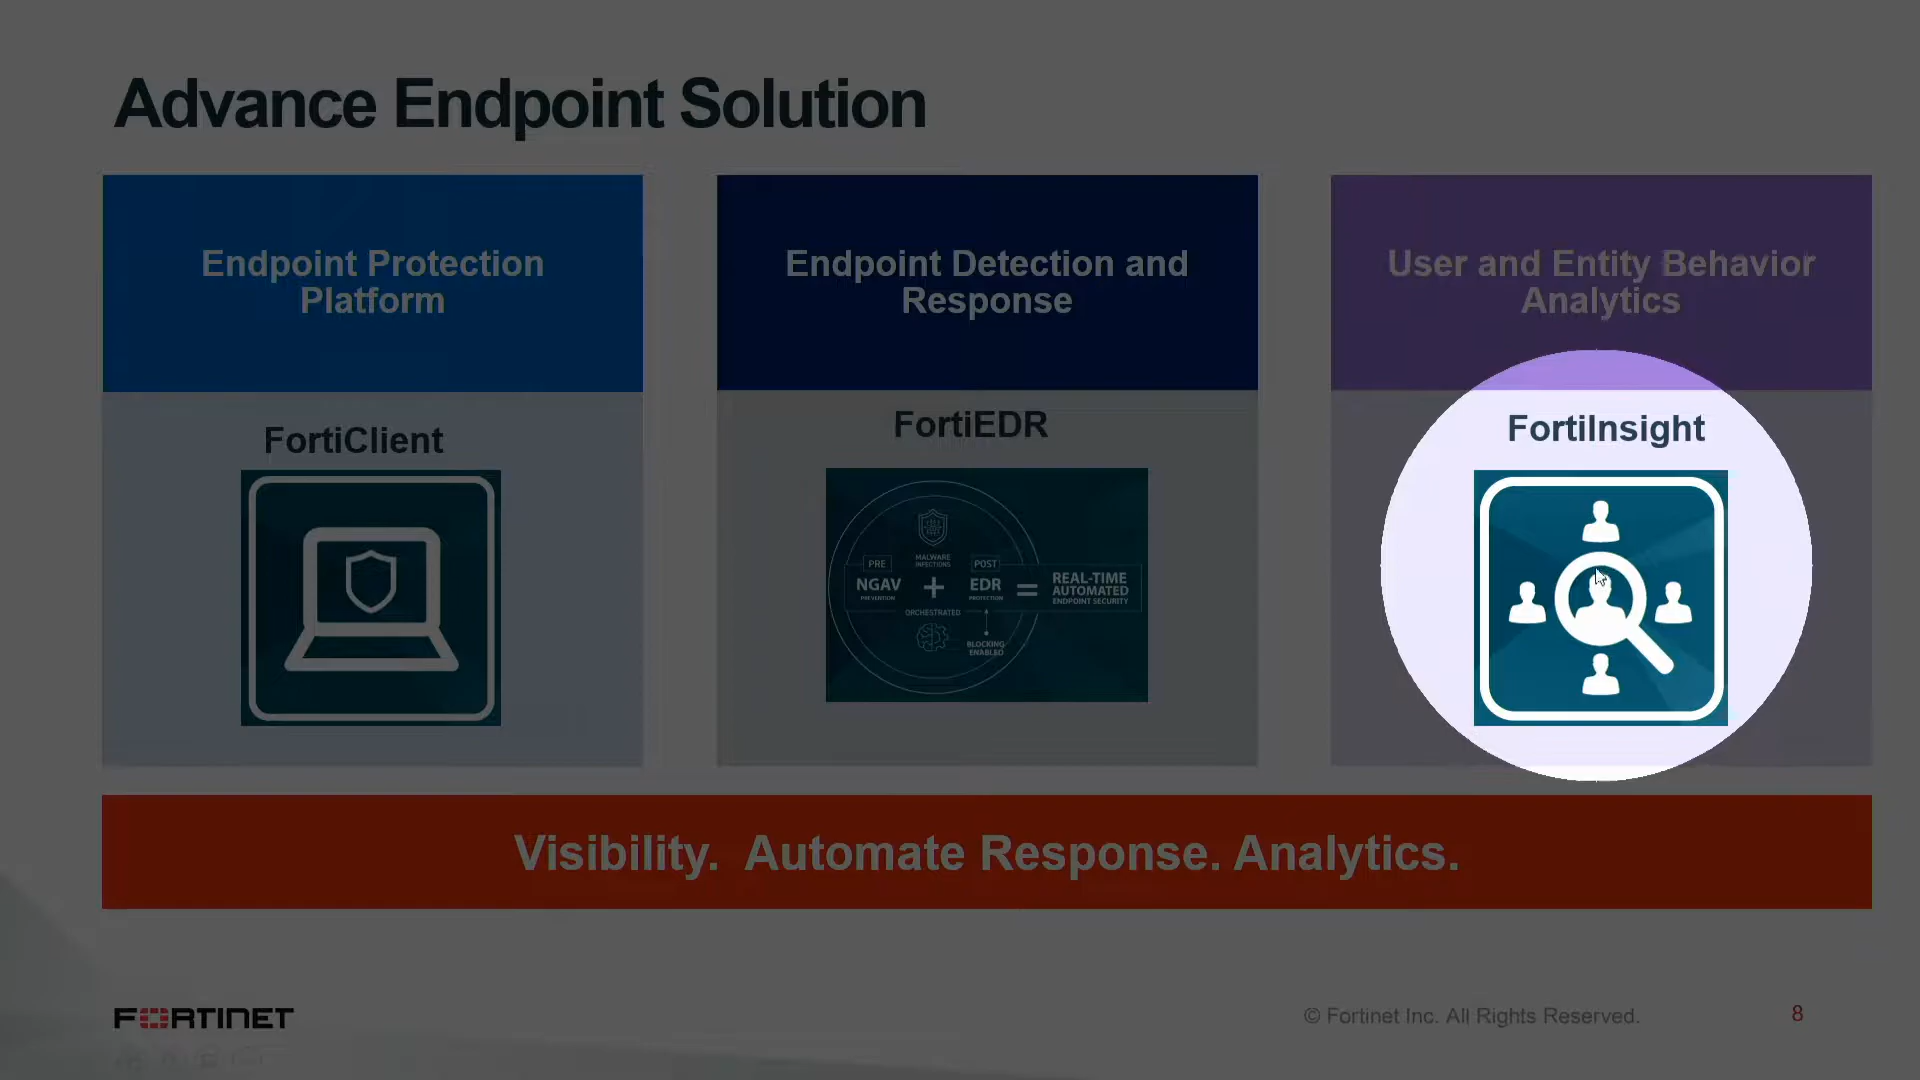 Advance Endpoint Solution
Endpoint Protection
Platform
FortiClient
Endpoint Detection and
Response
FortiEDR
MALWARE
INFECTIONS
PRE
NGAV
PREVENTION
+
POST
EDR
PROTECTION
=
REAL-TIME
AUTOMATED
ENDPOINT SECURITY
ORCHESTRATED
BLOCKING
ENABLED
User and Entity Behavior
Analytics
FortiInsight
Visibility.  Automate Response. Analytics.
FORTINET
© Fortinet Inc. All Rights Reserved.
8